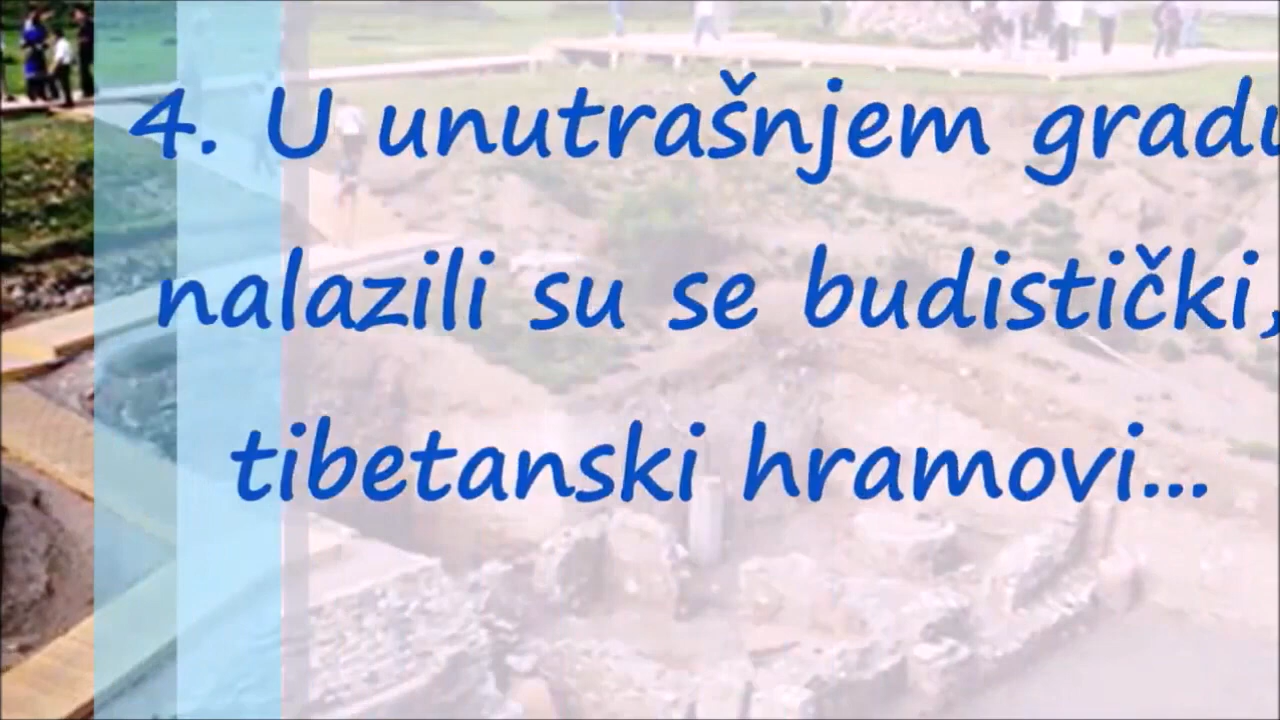 4. U unutrašnjem gradu
nalazili su se budistički,
tibetanski hramovi...